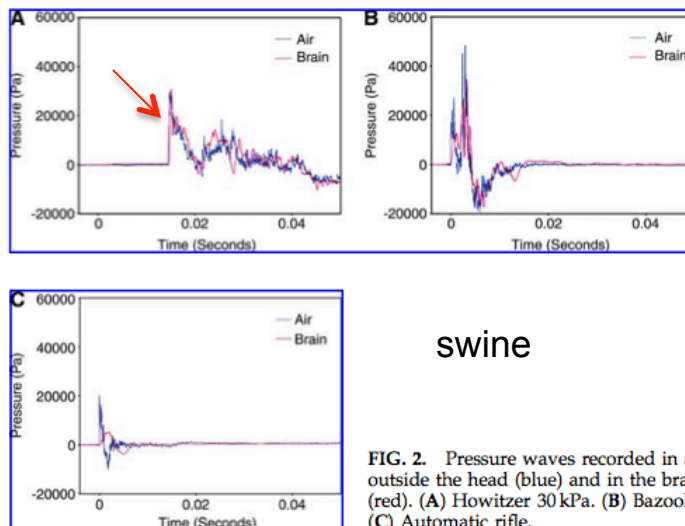 A
60000
40000
20000
0
-20000
Pressure (Pa)
0
0.02
0.04
Time (Seconds)
Air
Brain
B
60000
40000
20000
0
-20000
Pressure (Pa)
0
0.02
0.04
Time (Seconds)
Air
Brain
C
60000
40000
20000
0
-20000
Pressure (Pa)
0
0.02
0.04
Time (Seconds)
Air
Brain
swine
FIG. 2. Pressure waves recorded in
outside the head (blue) and in the
(red). (A) Howitzer 30 kPa. (B)
(C) Automatic rifle.